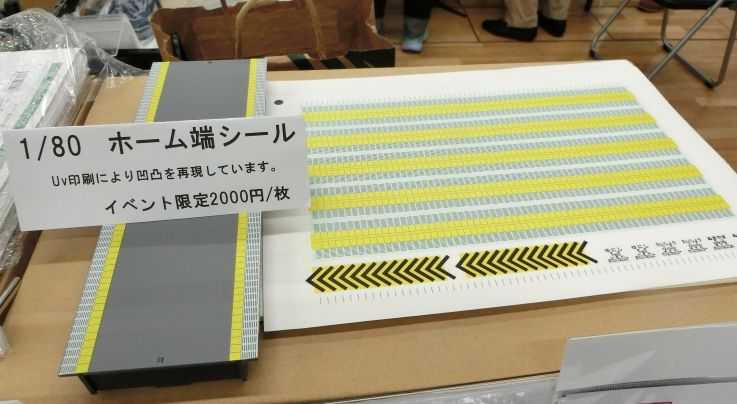 1/80 ホーム端シール
Uv印刷により凹凸を再現しています。
イベント限定2000円/枚